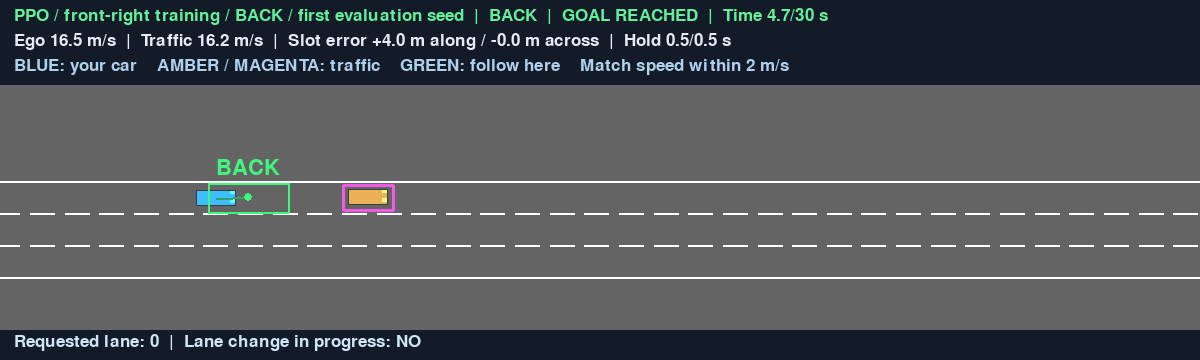 PPO / front-right training / BACK / first evaluation seed | BACK | GOAL REACHED | Time 4.7/30 s
Ego 16.5 m/s | Traffic 16.2 m/s | Slot error +4.0 m along / -0.0 m across | Hold 0.5/0.5 s
BLUE: your car AMBER / MAGENTA: traffic GREEN: follow here Match speed within 2 m/s
BACK
Requested lane: 0 | Lane change in progress: NO